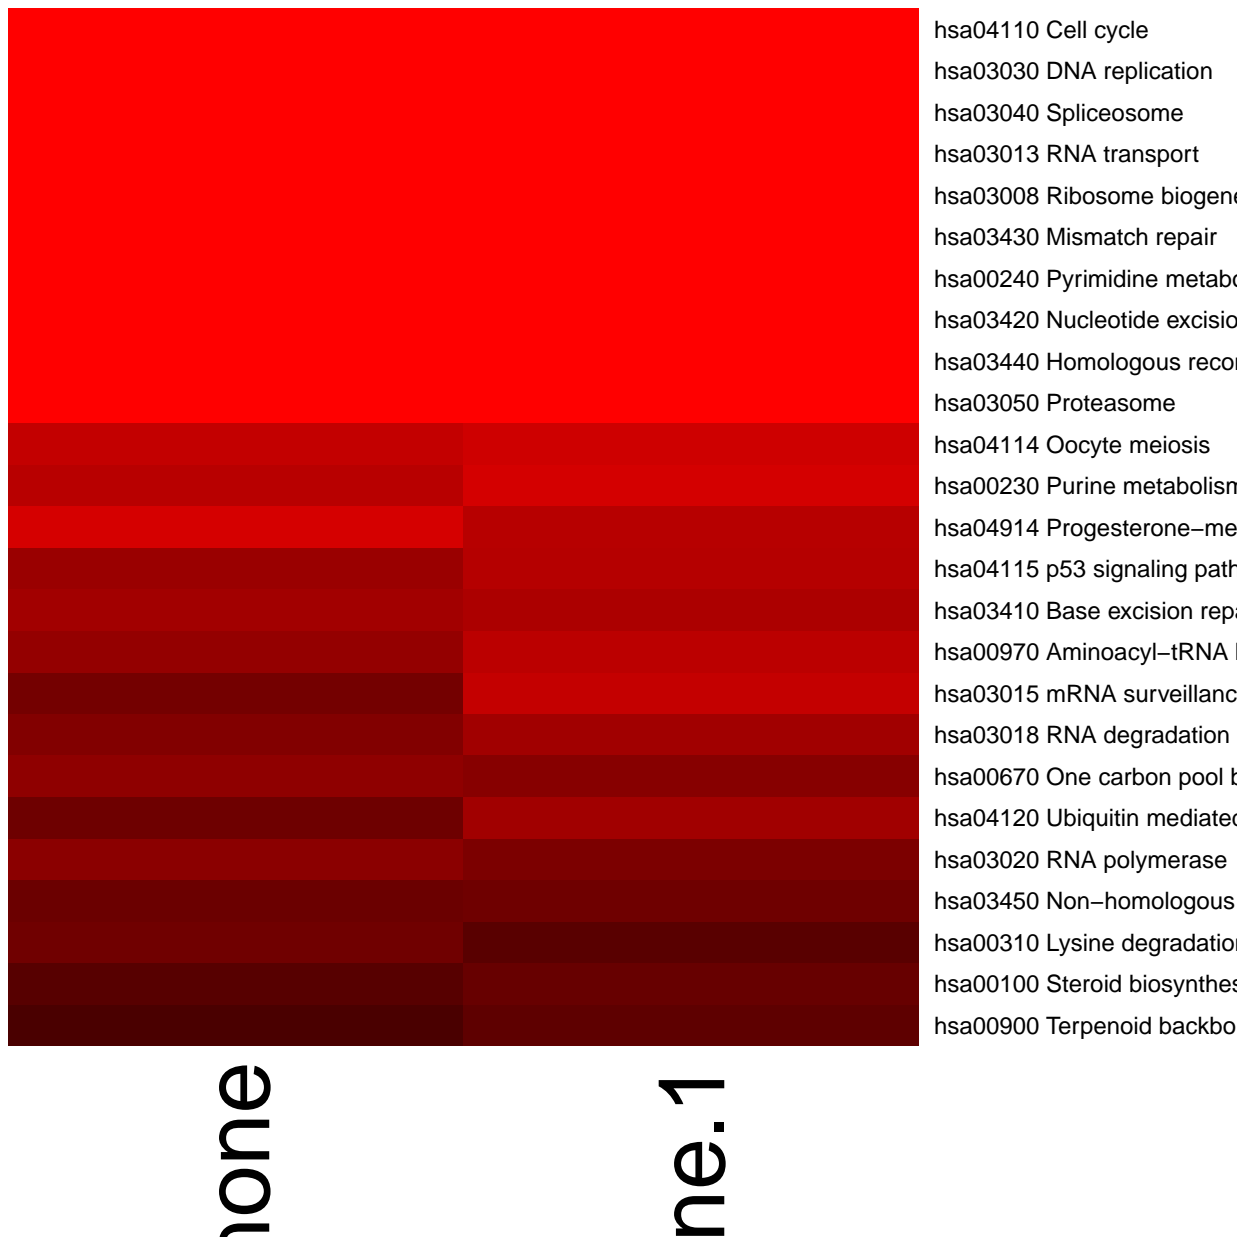 hsa04110 Cell cycle
hsa03030 DNA replication
hsa03040 Spliceosome
hsa03013 RNA transport
hsa03008 Ribosome biogene
hsa03430 Mismatch repair
hsa00240 Pyrimidine metabo
hsa03420 Nucleotide excisio
hsa03440 Homologous recor
hsa03050 Proteasome
hsa04114 Oocyte meiosis
hsa00230 Purine metabolism
hsa04914 Progesterone−me
hsa04115 p53 signaling path
hsa03410 Base excision repa
hsa00970 Aminoacyl−tRNA
hsa03015 mRNA surveillanc
hsa03018 RNA degradation
hsa00670 One carbon pool b
hsa04120 Ubiquitin mediated
hsa03020 RNA polymerase
hsa03450 Non−homologous
hsa00310 Lysine degradation
hsa00100 Steroid biosynthes
hsa00900 Terpenoid backbo
none
ne.1